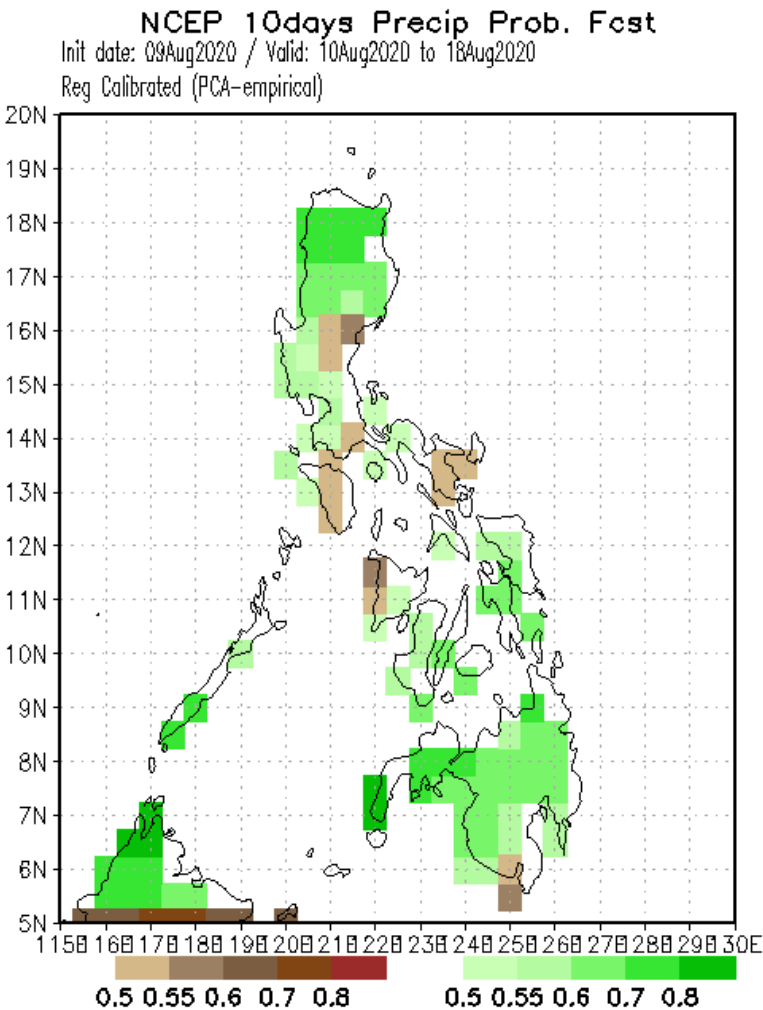 NCEP 10days Precip Prob. Fcst
Init date: 09Aug2020 / Valid: 10Aug2020 to 18Aug2020
Reg Calibrated (PCA-empirical)
20N
19N
18N
17N
16N
15N
14N
13N
12N
11N
10N
9N
8N
7N
6N
5N
115E 116E 117E 118E 119E 120E 121E 122E 123E 124E 125E 126E 127E 128E 129E 130E
0.5 0.55 0.6 0.7 0.8 0.5 0.55 0.6 0.7 0.8